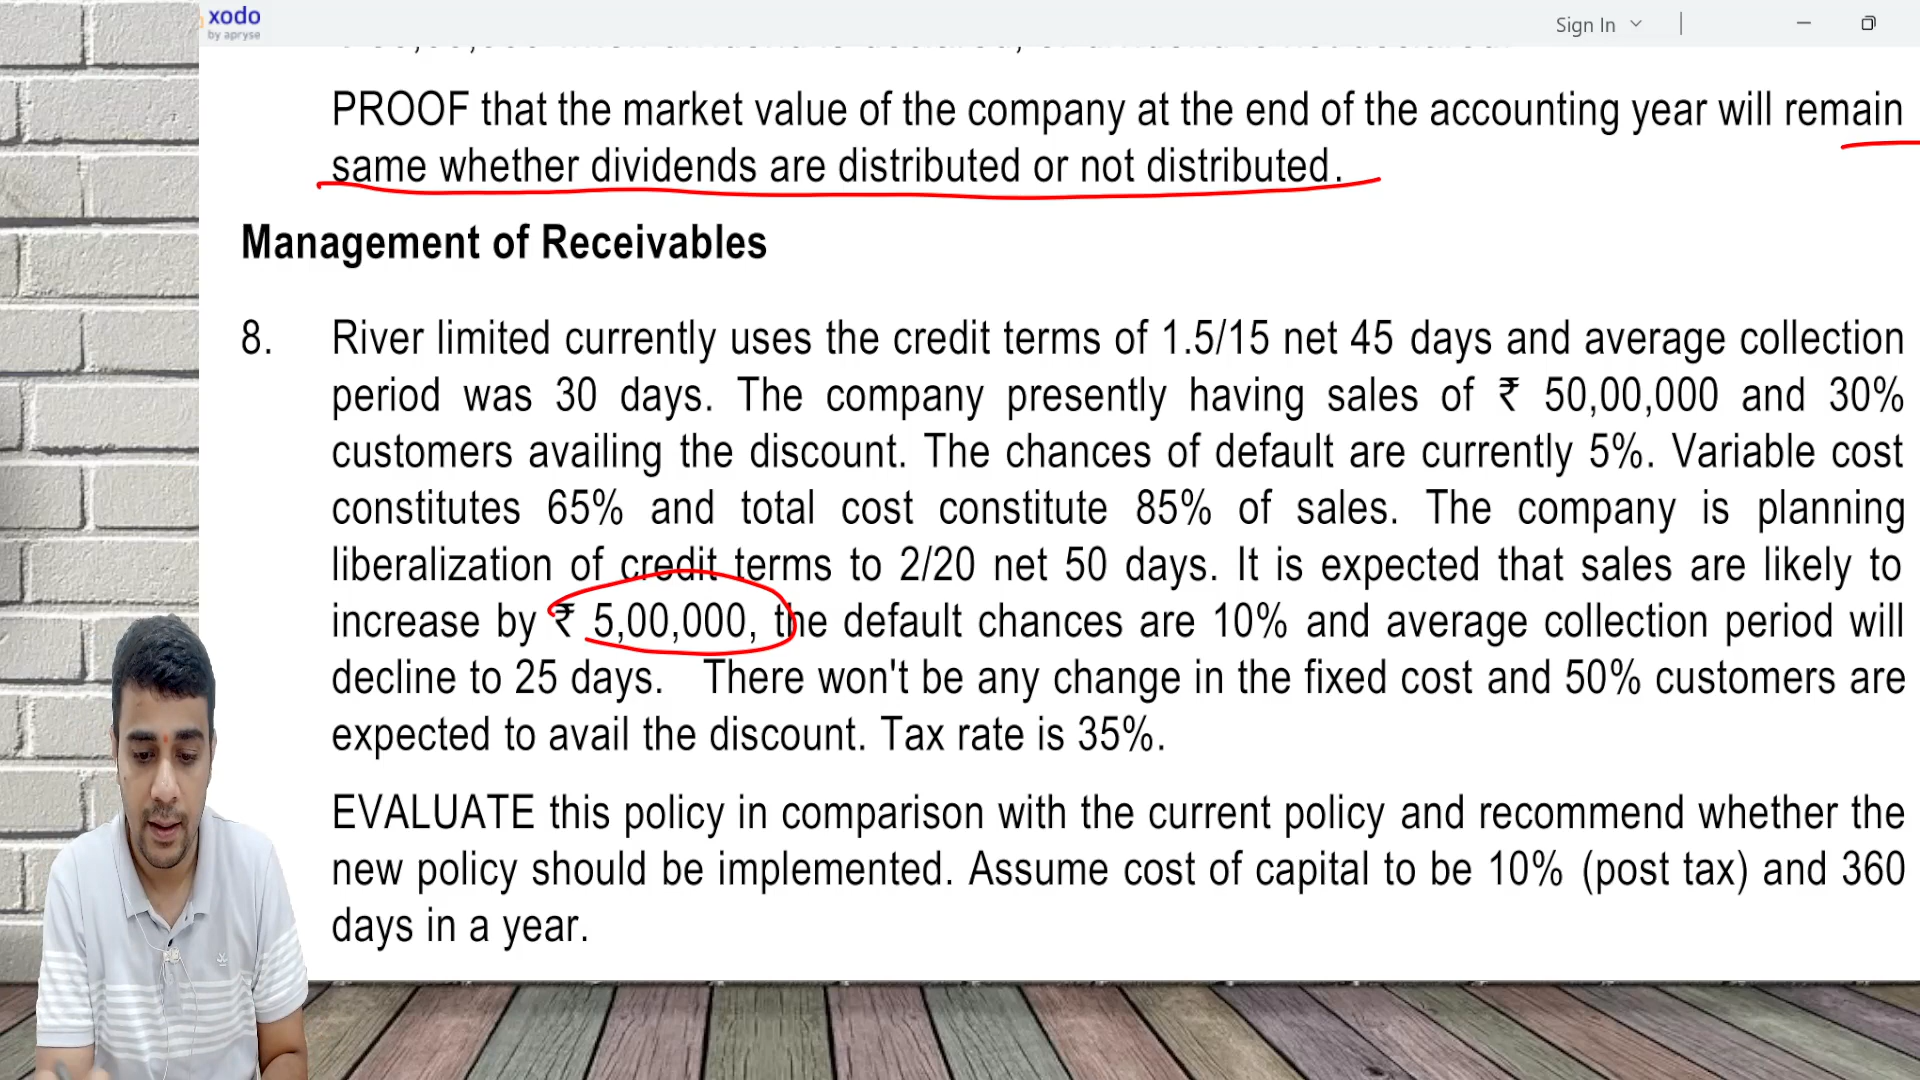 xodo
by apryse
Sign In
PROOF that the market value of the company at the end of the accounting year will remain
same whether dividends are distributed or not distributed.
Management of Receivables
8. River limited currently uses the credit terms of 1.5/15 net 45 days and average collection
period was 30 days. The company presently having sales of ₹ 50,00,000 and 30%
customers availing the discount. The chances of default are currently 5%. Variable cost
constitutes 65% and total cost constitute 85% of sales. The company is planning
liberalization of credit terms to 2/20 net 50 days. It is expected that sales are likely to
increase by ₹ 5,00,000, the default chances are 10% and average collection period will
decline to 25 days. There won't be any change in the fixed cost and 50% customers are
expected to avail the discount. Tax rate is 35%.
EVALUATE this policy in comparison with the current policy and recommend whether the
new policy should be implemented. Assume cost of capital to be 10% (post tax) and 360
days in a year.